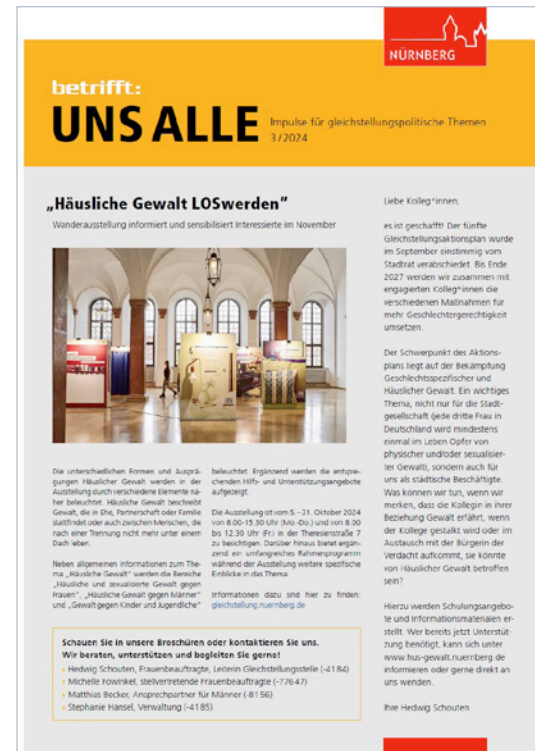 NÜRNBERG
betrifft:
UNS ALLE
Impulse für gleichstellungspolitische Themen
3/2024
„Häusliche Gewalt LOSwerden“
Wanderausstellung informiert und sensibilisiert Interessierte im November
Die unterschiedlichen Formen und Ausprä-
gungen Häuslicher Gewalt werden in der
Ausstellung durch verschiedene Elemente nä-
her beleuchtet. Häusliche Gewalt beschreibt
Gewalt, die in Ehe, Partnerschaft oder Familie
stattfindet oder auch zwischen Menschen, die
nach einer Trennung nicht mehr unter einem
Dach leben.
Neben allgemeinen Informationen zum The-
ma „Häusliche Gewalt“ werden die Bereiche
„Häusliche und sexualisierte Gewalt gegen
Frauen“, „Häusliche Gewalt gegen Männer“
und „Gewalt gegen Kinder und Jugendliche“
beleuchtet. Ergänzend werden die entspre-
chenden Hilfs- und Unterstützungsangebote
aufgezeigt.
Die Ausstellung ist vom 5.–31. Oktober 2024
von 8.00-15.30 Uhr (Mo.-Do.) und von 8.00
bis 12.30 Uhr (Fr.) in der Theresienstraße 7
zu besichtigen. Darüber hinaus bietet ergän-
zend ein umfangreiches Rahmenprogramm
während der Ausstellung weitere spezifische
Einblicke in das Thema.
Informationen dazu sind hier zu finden:
gleichstellung.nuernberg.de
Schauen Sie in unsere Broschüren oder kontaktieren Sie uns.
Wir beraten, unterstützen und begleiten Sie gerne!
› Hedwig Schouten, Frauenbeauftragte, Leiterin Gleichstellungsstelle (-41 84)
› Michelle Fowinkel, stellvertretende Frauenbeauftragte (-7 76 47)
› Matthias Becker, Ansprechpartner für Männer (-81 56)
› Stephanie Hansel, Verwaltung (-41 85)
Liebe Kolleg*innen,
es ist geschafft! Der fünfte
Gleichstellungsaktionsplan wurde
im September einstimmig vom
Stadtrat verabschiedet. Bis Ende
2027 werden wir zusammen mit
engagierten Kolleg*innen die
verschiedenen Maßnahmen für
mehr Geschlechtergerechtigkeit
umsetzen.
Der Schwerpunkt des Aktions-
plans liegt auf der Bekämpfung
Geschlechtsspezifischer und
Häuslicher Gewalt. Ein wichtiges
Thema, nicht nur für die Stadt-
gesellschaft (jede dritte Frau in
Deutschland wird mindestens
einmal im Leben Opfer von
physischer und/oder sexualisier-
ter Gewalt), sondern auch für
uns als städtische Beschäftigte.
Was können wir tun, wenn wir
merken, dass die Kollegin in ihrer
Beziehung Gewalt erfährt, wenn
der Kollege gestalkt wird oder im
Austausch mit der Bürgerin der
Verdacht aufkommt, sie könnte
von Häuslicher Gewalt betroffen
sein?
Hierzu werden Schulungsangebo-
te und Informationsmaterialen er-
stellt. Wer bereits jetzt Unterstüt-
zung benötigt, kann sich unter
www.hus-gewalt.nuernberg.de
informieren oder gerne direkt an
uns wenden.
Ihre Hedwig Schouten